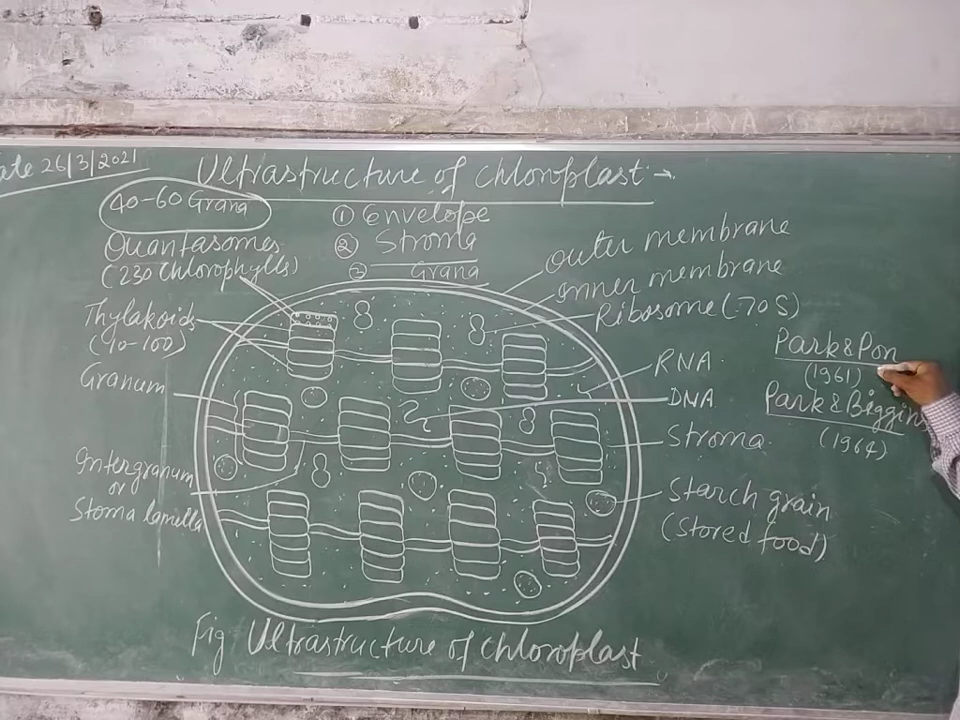 Date 26/3/2021
Ultrastructure of chloroplast →
40-60 Grana
① Envelope
② Stroma
③ Grana
Quantasomes
(230 chlorophylls)
Thylakoids
(40-100)
Granum
Intergranum
or
Stoma lamella
Outer membrane
Inner membrane
Ribosome (70S)
RNA
DNA
Stroma
Starch grain
(Stored food)
Park & Pon
(1961)
Park & Biggin
(1964)
Fig Ultrastructure of chloroplast